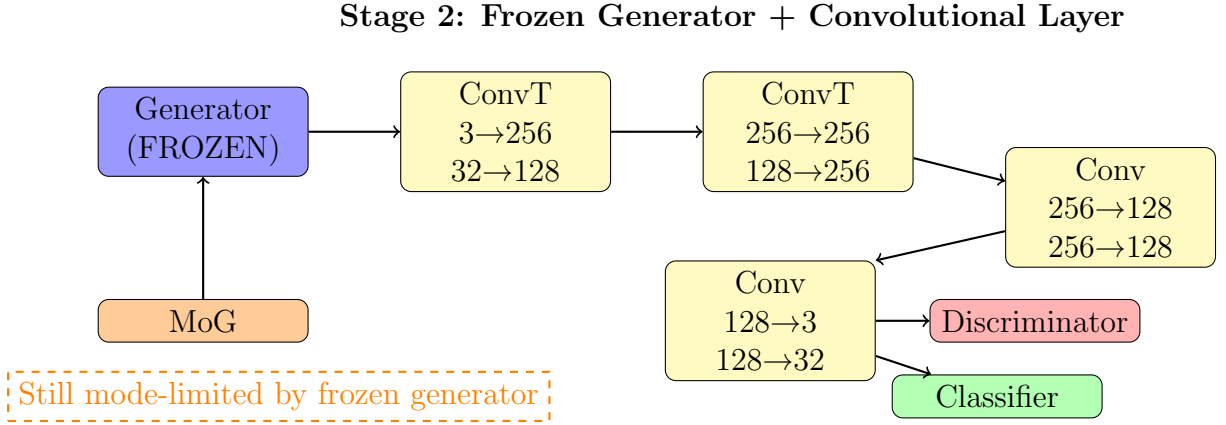 Stage 2: Frozen Generator + Convolutional Layer
Generator
(FROZEN)
ConvT
3→256
32→128
ConvT
256→256
128→256
Conv
256→128
256→128
Conv
128→3
128→32
MoG
Discriminator
Classifier
Still mode-limited by frozen generator